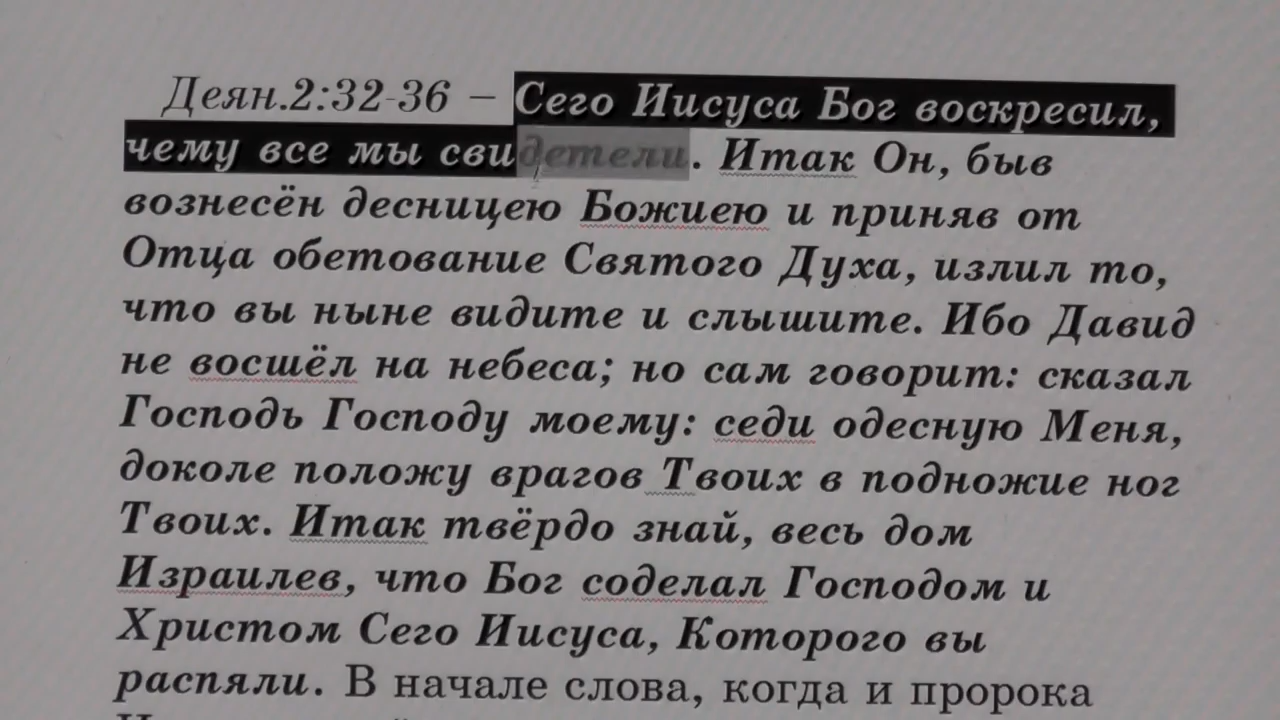 Деян.2:32-36 – Сего Иисуса Бог воскресил,
чему все мы свидетели. Итак Он, быв
вознесён десницею Божиею и приняв от
Отца обетование Святого Духа, излил то,
что вы ныне видите и слышите. Ибо Давид
не восшёл на небеса; но сам говорит: сказал
Господь Господу моему: седи одесную Меня,
доколе положу врагов Твоих в подножие ног
Твоих. Итак твёрдо знай, весь дом
Израилев, что Бог соделал Господом и
Христом Сего Иисуса, Которого вы
распяли. В начале слова, когда и пророка